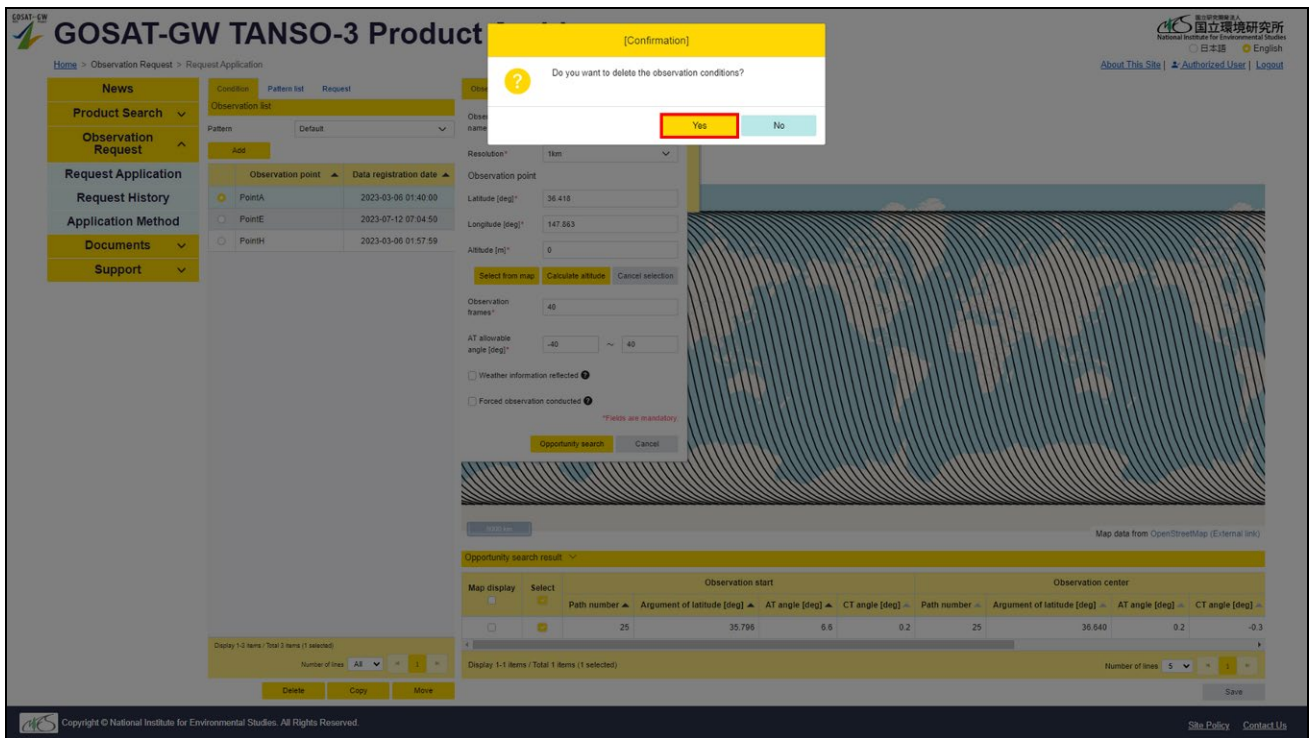 GOSAT-GW
GOSAT-GW TANSO-3 Product
国立研究開発法人
国立環境研究所
National Institute for Environmental Studies
日本語 English
Home > Observation Request > Request Application
About This Site | Authorized User | Logout
[Confirmation]
Do you want to delete the observation conditions?
Yes No
News
Product Search
Observation Request
Request Application
Request History
Application Method
Documents
Support
Condition Pattern list Request
Observation list
Pattern Default
Add
Observation point Data registration date
PointA 2023-03-06 01:40:00
PointE 2023-07-12 07:04:50
PointH 2023-03-06 01:57:59
Display 1-3 items / Total 3 items (1 selected)
Number of lines All « 1 »
Delete Copy Move
name
Resolution* 1km
Observation point
Latitude [deg]* 36.418
Longitude [deg]* 147.863
Altitude [m]* 0
Select from map Calculate altitude Cancel selection
Observation frames* 40
AT allowable angle [deg]* -40 ~ 40
Weather information reflected ?
Forced observation conducted ?
*Fields are mandatory.
Opportunity search Cancel
Map data from OpenStreetMap (External link)
Opportunity search result
Map display Select Observation start Observation center
Path number Argument of latitude [deg] AT angle [deg] CT angle [deg] Path number Argument of latitude [deg] AT angle [deg] CT angle [deg]
25 35.796 6.6 0.2 25 36.640 0.2 -0.3
Display 1-1 items / Total 1 items (1 selected)
Number of lines 5 « 1 »
Save
NIES Copyright © National Institute for Environmental Studies. All Rights Reserved.
Site Policy Contact Us